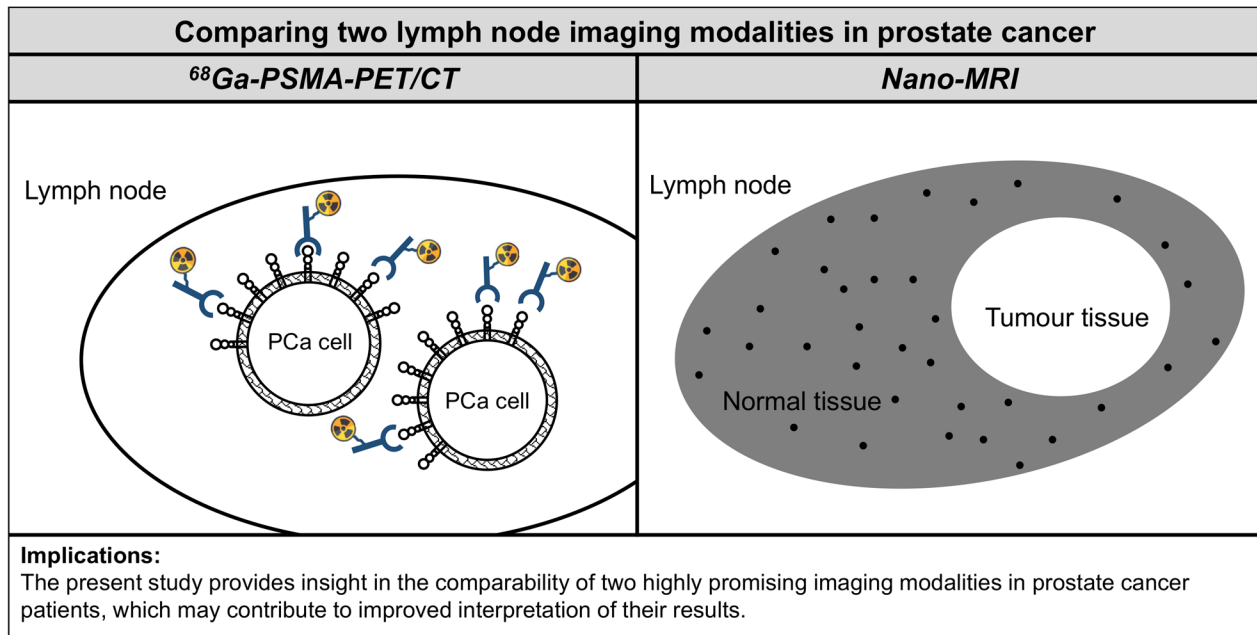 Comparing two lymph node imaging modalities in prostate cancer
⁶⁸Ga-PSMA-PET/CT
Nano-MRI
Lymph node
PCa cell
PCa cell
Lymph node
Tumour tissue
Normal tissue
Implications:
The present study provides insight in the comparability of two highly promising imaging modalities in prostate cancer
patients, which may contribute to improved interpretation of their results.